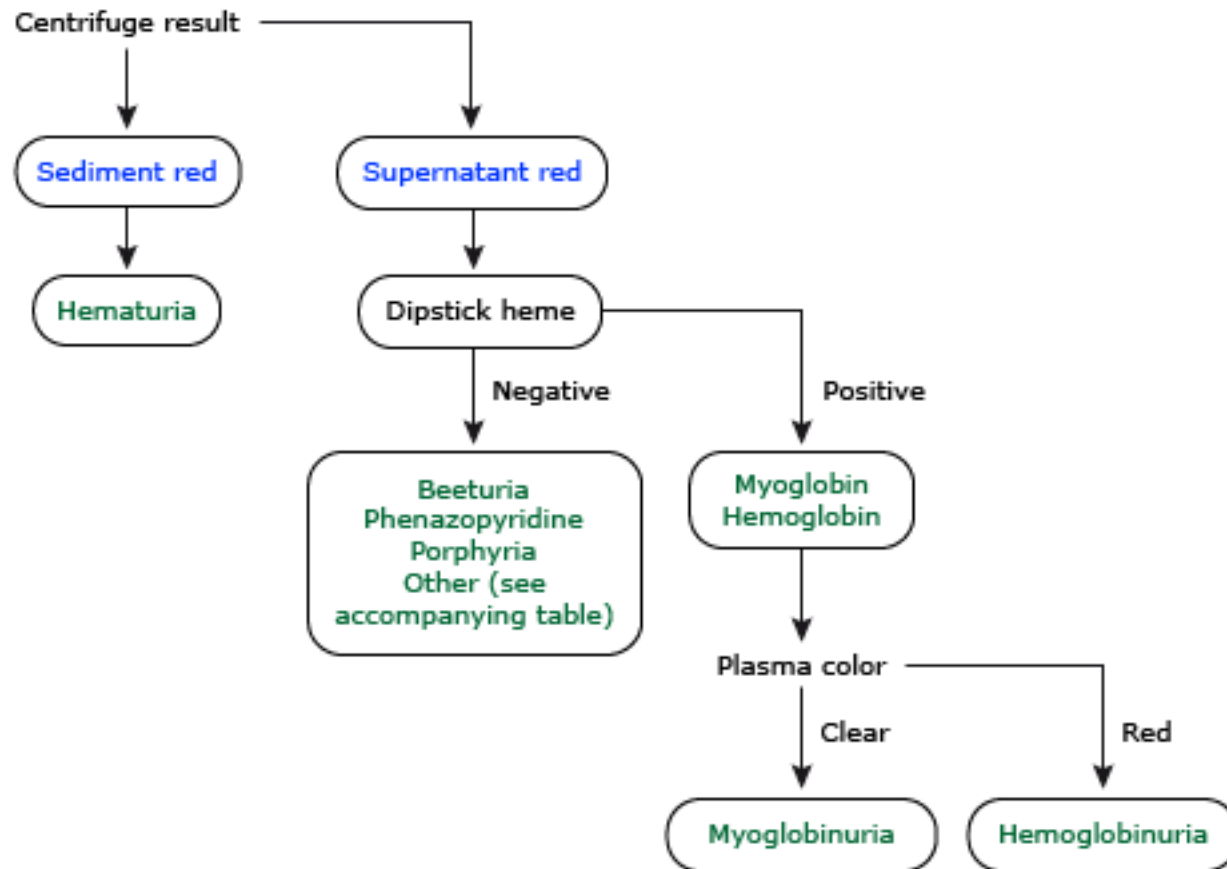 Centrifuge result
Sediment red
Supernatant red
Hematuria
Dipstick heme
Negative
Positive
Beeturia
Phenazopyridine
Porphyria
Other (see
accompanying table)
Myoglobin
Hemoglobin
Plasma color
Clear
Red
Myoglobinuria
Hemoglobinuria